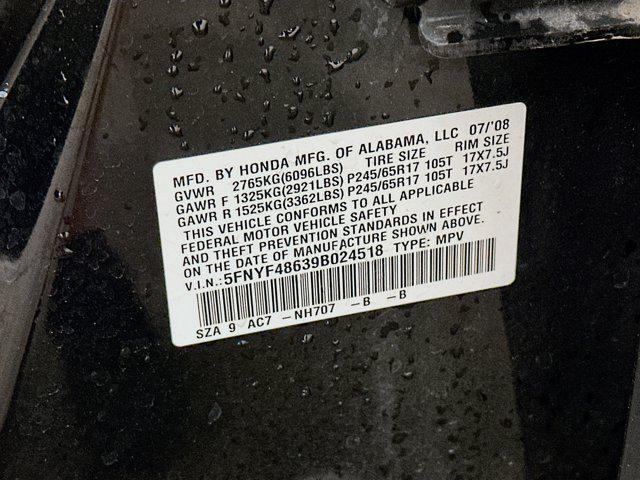 MFD. BY HONDA MFG. OF ALABAMA, LLC 07/'08
GVWR 2765KG(6096LBS) TIRE SIZE RIM SIZE
GAWR F 1325KG(2921LBS) P245/65R17 105T 17X7.5J
GAWR R 1525KG(3362LBS) P245/65R17 105T 17X7.5J
THIS VEHICLE CONFORMS TO ALL APPLICABLE
FEDERAL MOTOR VEHICLE SAFETY
AND THEFT PREVENTION STANDARDS IN EFFECT
ON THE DATE OF MANUFACTURE SHOWN ABOVE.
V.I.N.: 5FNYF48639B024518 TYPE: MPV
SZA 9 AC7 -NH707 -B -B